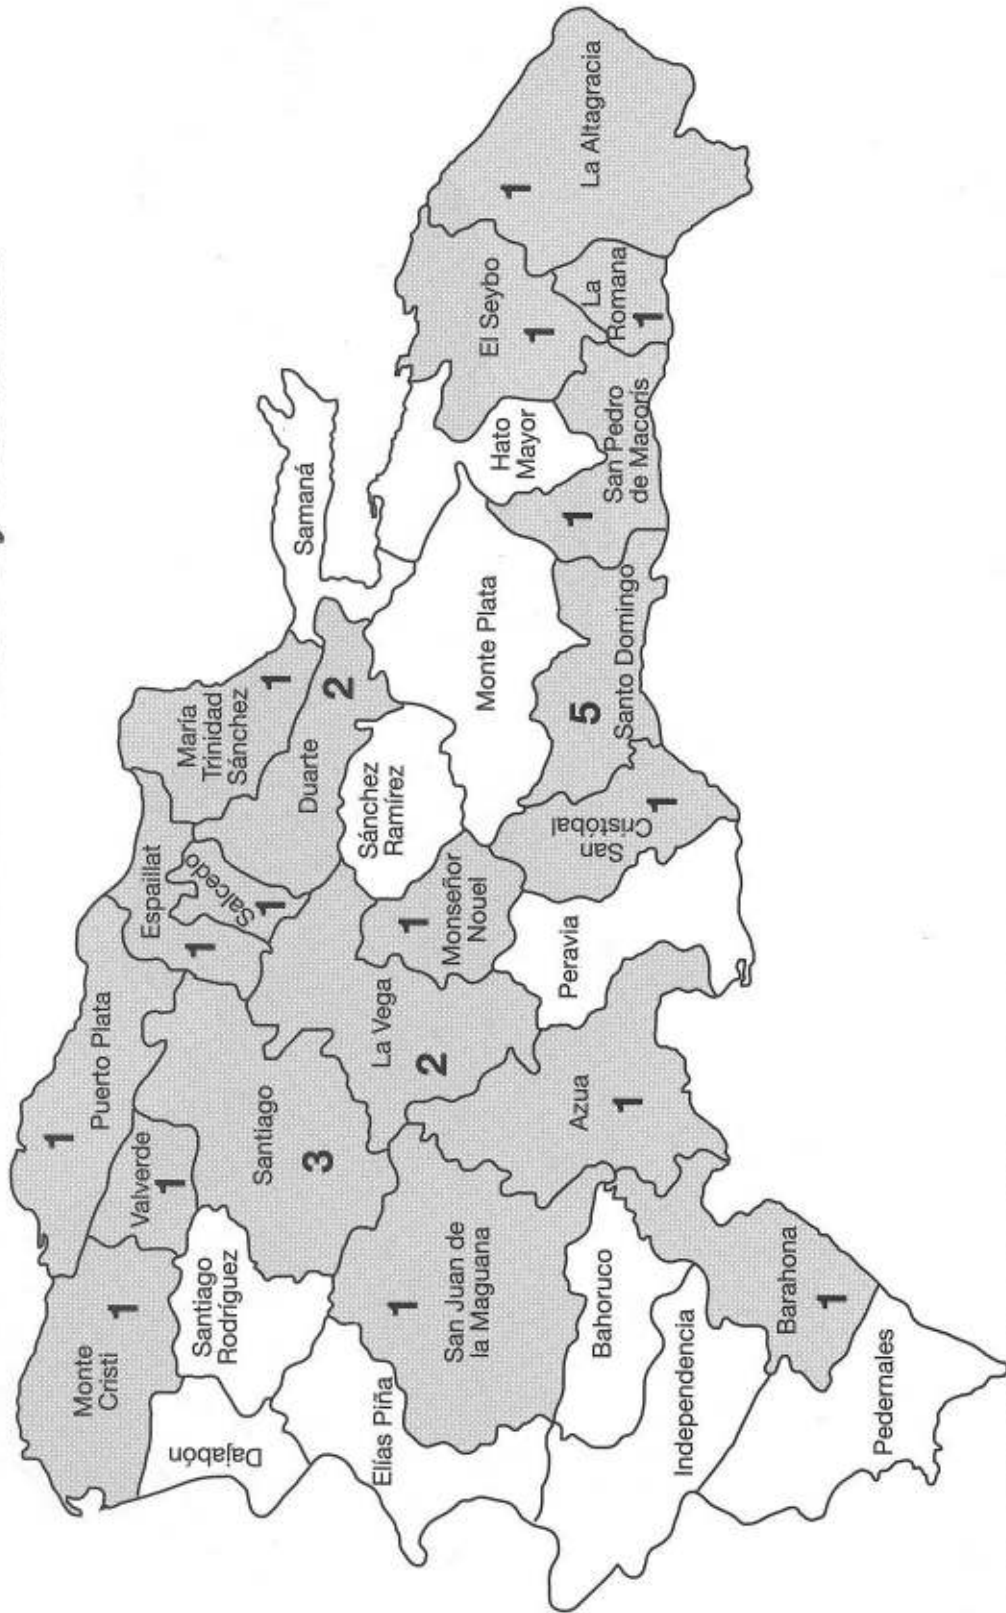 Monte
Cristi
1
Puerto Plata
1
Valverde
1
Espaillat
1
Salcedo
1
María
Trinidad
Sánchez
1
Samaná
Dajabón
Santiago
Rodríguez
Santiago
3
Duarte
2
La Vega
2
Sánchez
Ramírez
Monseñor
Nouel
1
Elías Piña
San Juan de
la Maguana
1
Monte Plata
Hato
Mayor
El Seybo
1
La Altagracia
1
La
Romana
1
San Pedro
de Macorís
1
Santo Domingo
5
San
Cristóbal
1
Peravia
Azua
1
Bahoruco
Independencia
Barahona
1
Pedernales